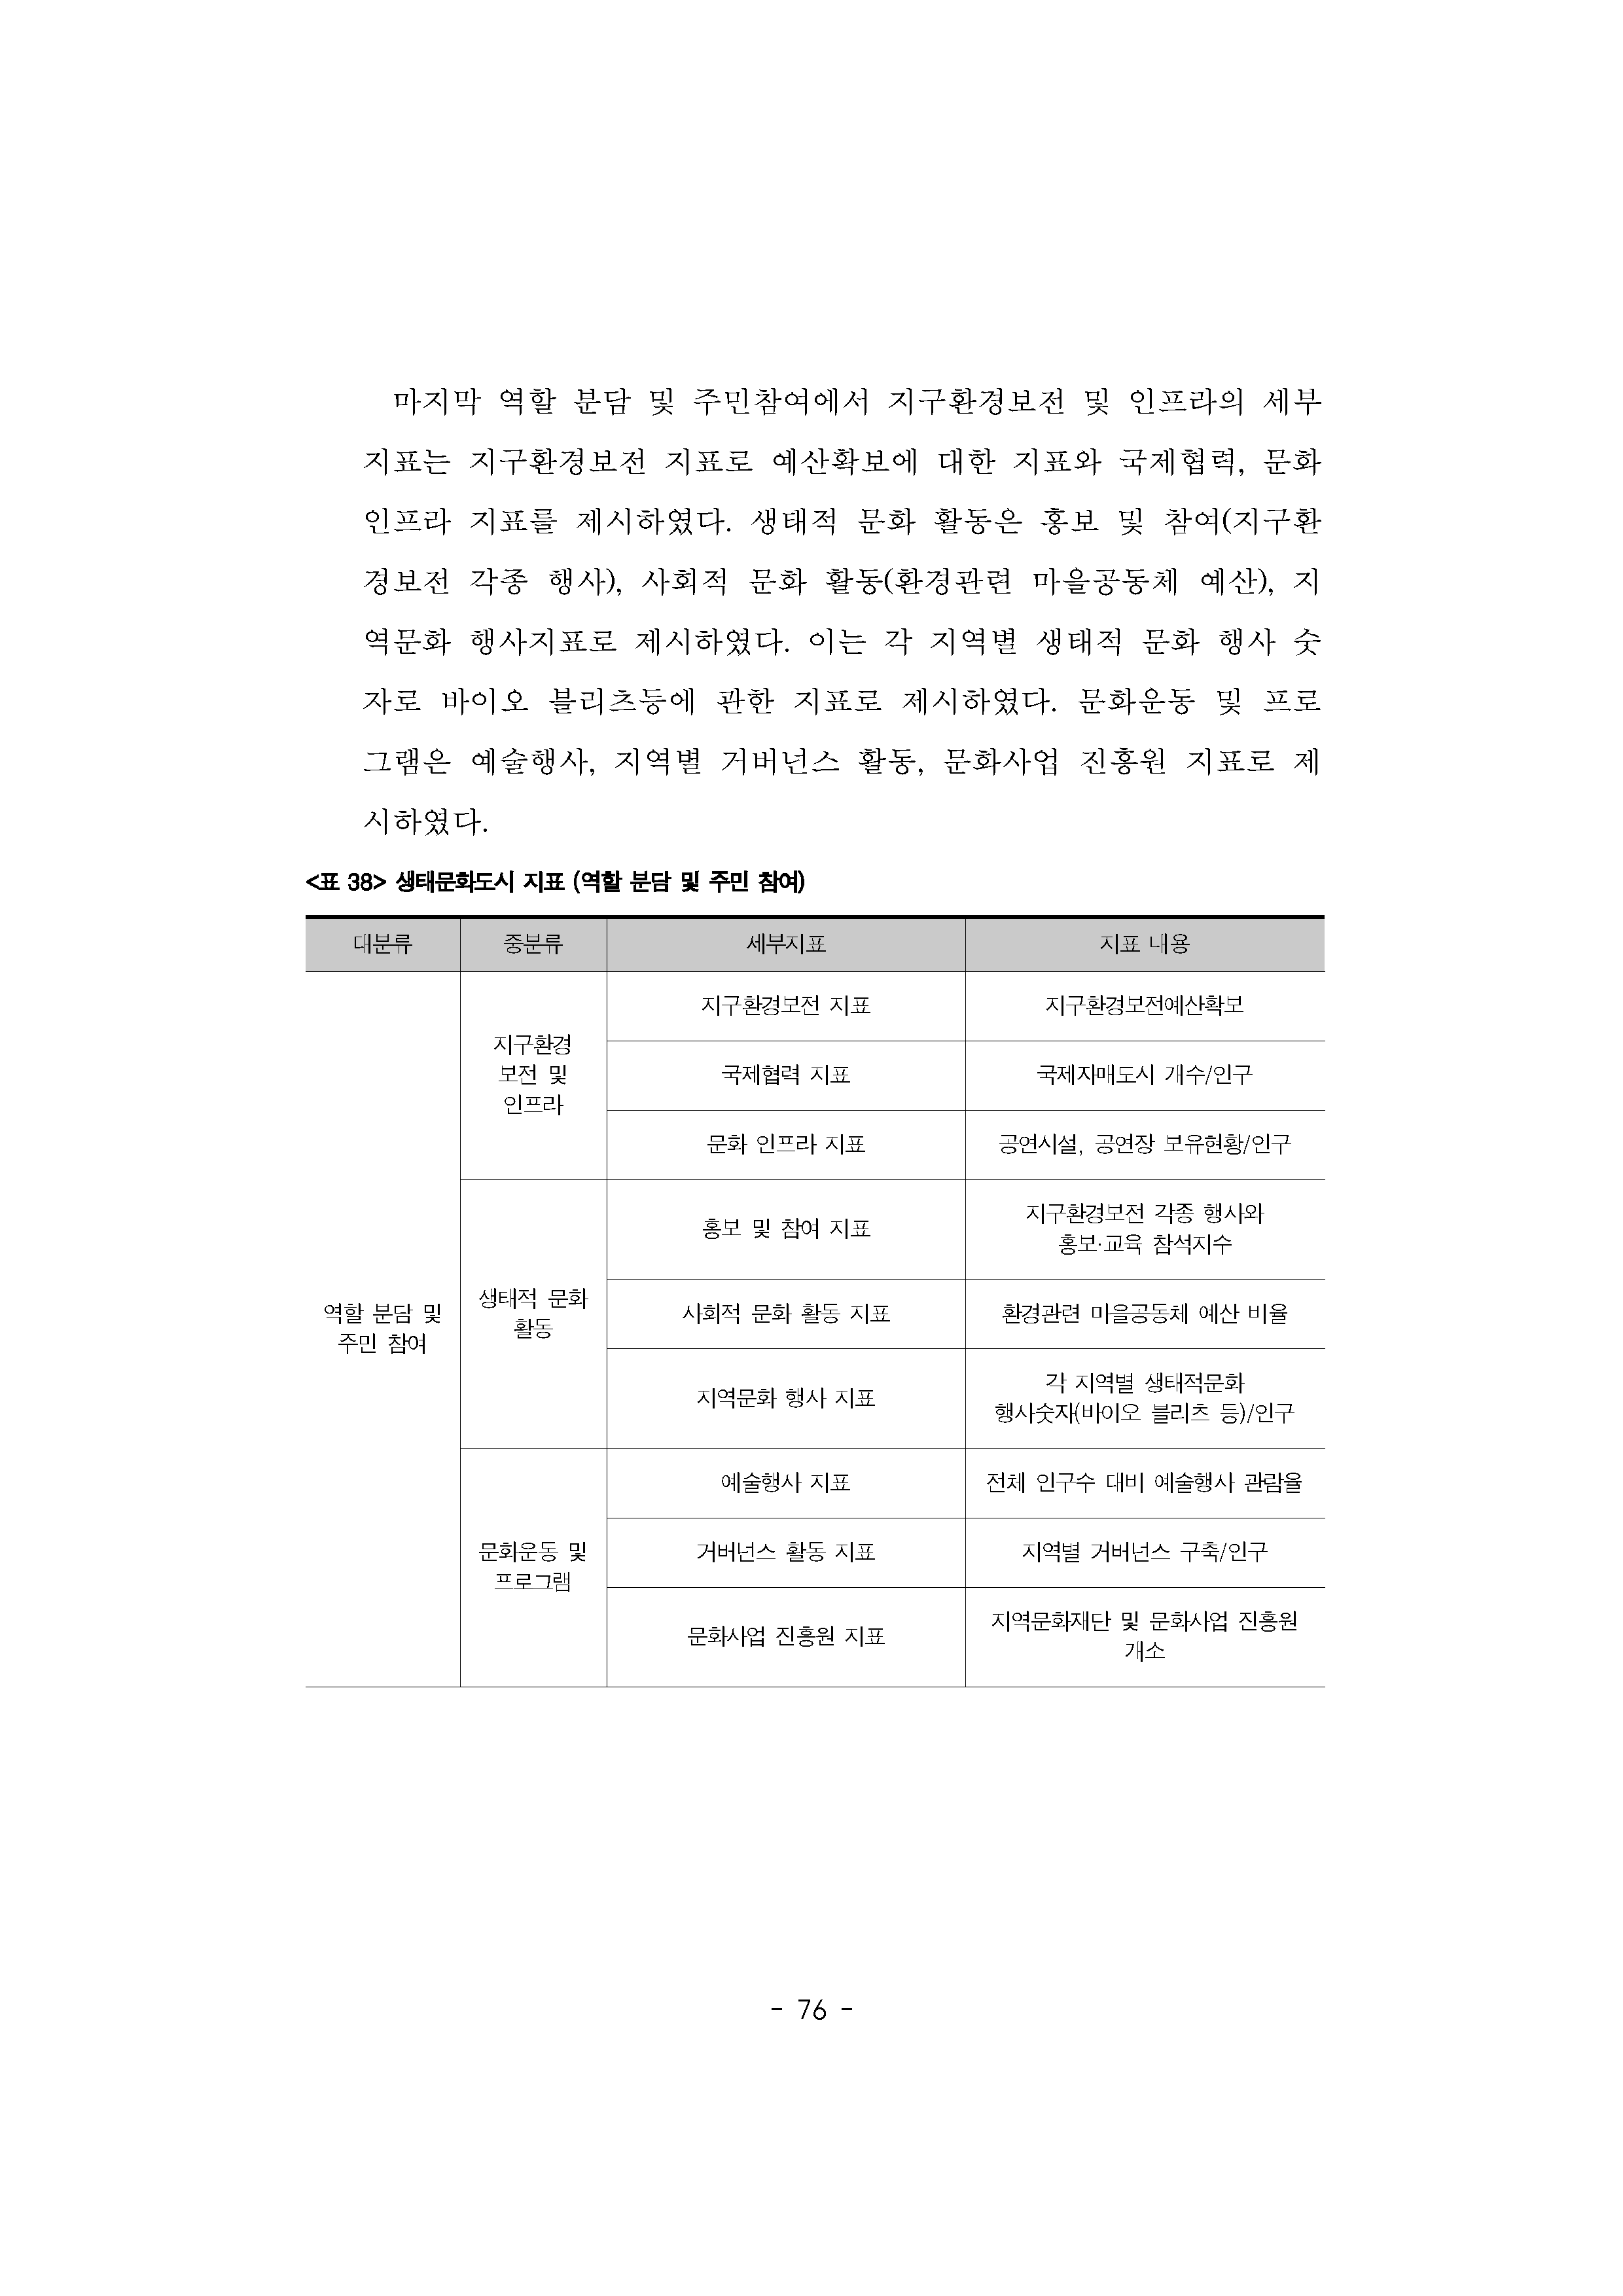 마지막 역할 분담 및 주민참여에서 지구환경보전 및 인프라의 세부
지표는 지구환경보전 지표로 예산확보에 대한 지표와 국제협력, 문화
인프라 지표를 제시하였다. 생태적 문화 활동은 홍보 및 참여(지구환
경보전 각종 행사), 사회적 문화 활동(환경관련 마을공동체 예산), 지
역문화 행사지표로 제시하였다. 이는 각 지역별 생태적 문화 행사 숫
자로 바이오 블리츠등에 관한 지표로 제시하였다. 문화운동 및 프로
그램은 예술행사, 지역별 거버넌스 활동, 문화사업 진흥원 지표로 제
시하였다.
<표 38> 생태문화도시 지표 (역할 분담 및 주민 참여)
대분류 중분류 세부지표 지표 내용
역할 분담 및
주민 참여
지구환경
보전 및
인프라
지구환경보전 지표 지구환경보전예산확보
국제협력 지표 국제자매도시 개수/인구
문화 인프라 지표 공연시설, 공연장 보유현황/인구
생태적 문화
활동
홍보 및 참여 지표
지구환경보전 각종 행사와
홍보·교육 참석지수
사회적 문화 활동 지표 환경관련 마을공동체 예산 비율
지역문화 행사 지표
각 지역별 생태적문화
행사숫자(바이오 블리츠 등)/인구
문화운동 및
프로그램
예술행사 지표 전체 인구수 대비 예술행사 관람율
거버넌스 활동 지표 지역별 거버넌스 구축/인구
문화사업 진흥원 지표
지역문화재단 및 문화사업 진흥원
개소
- 76 -